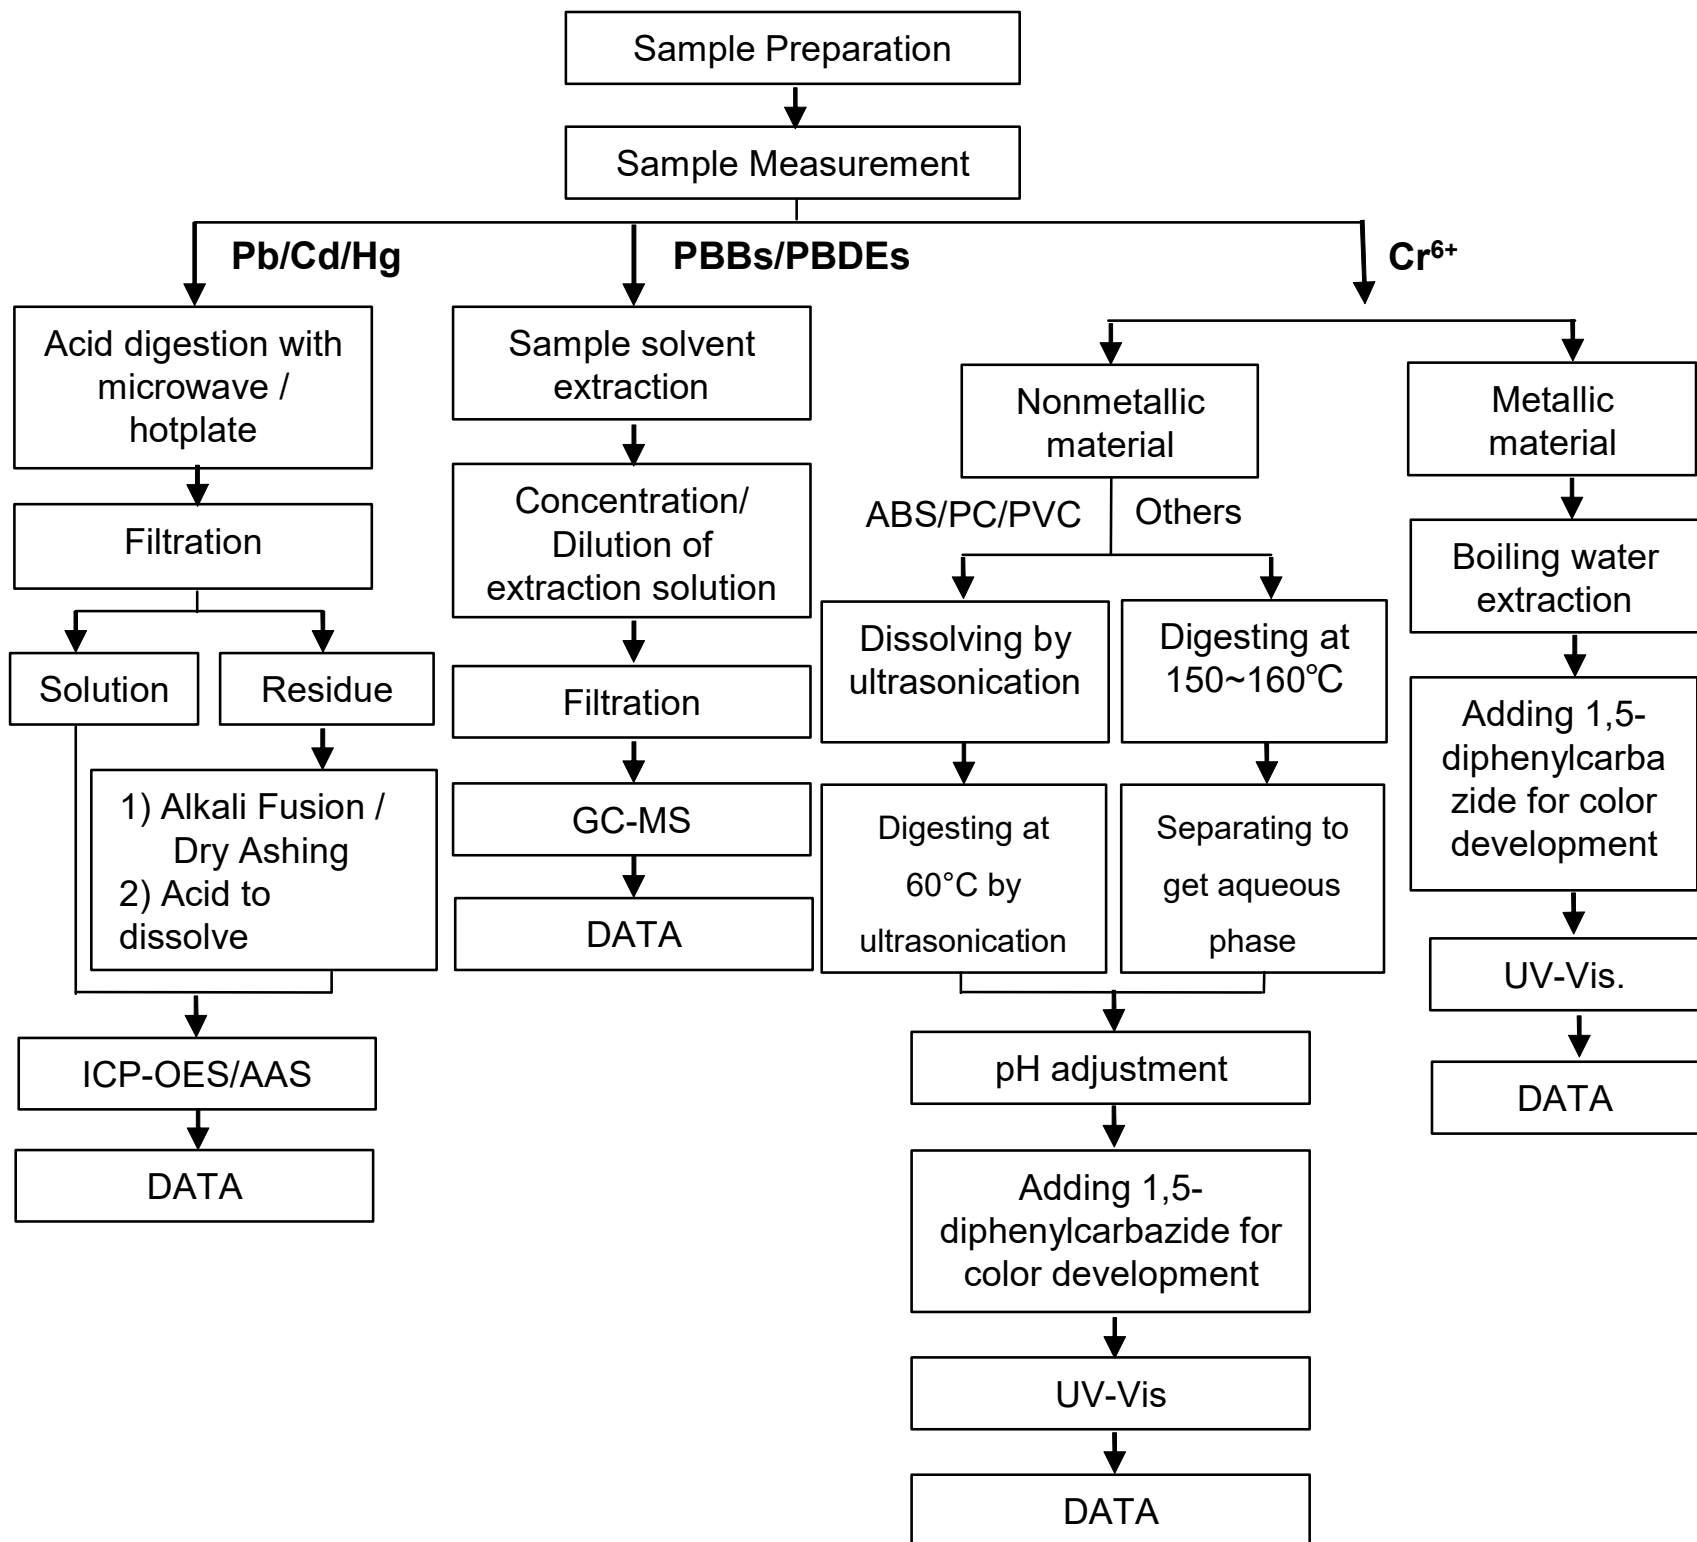 Sample Preparation
Sample Measurement
Pb/Cd/Hg
PBBs/PBDEs
Cr⁶⁺
Acid digestion with
microwave /
hotplate
Filtration
Solution
Residue
1) Alkali Fusion /
Dry Ashing
2) Acid to
dissolve
ICP-OES/AAS
DATA
Sample solvent
extraction
Concentration/
Dilution of
extraction solution
Filtration
GC-MS
DATA
Nonmetallic
material
ABS/PC/PVC
Others
Dissolving by
ultrasonication
Digesting at
60°C by
ultrasonication
Digesting at
150~160℃
Separating to
get aqueous
phase
pH adjustment
Adding 1,5-
diphenylcarbazide for
color development
UV-Vis
DATA
Metallic
material
Boiling water
extraction
Adding 1,5-
diphenylcarba
zide for color
development
UV-Vis.
DATA